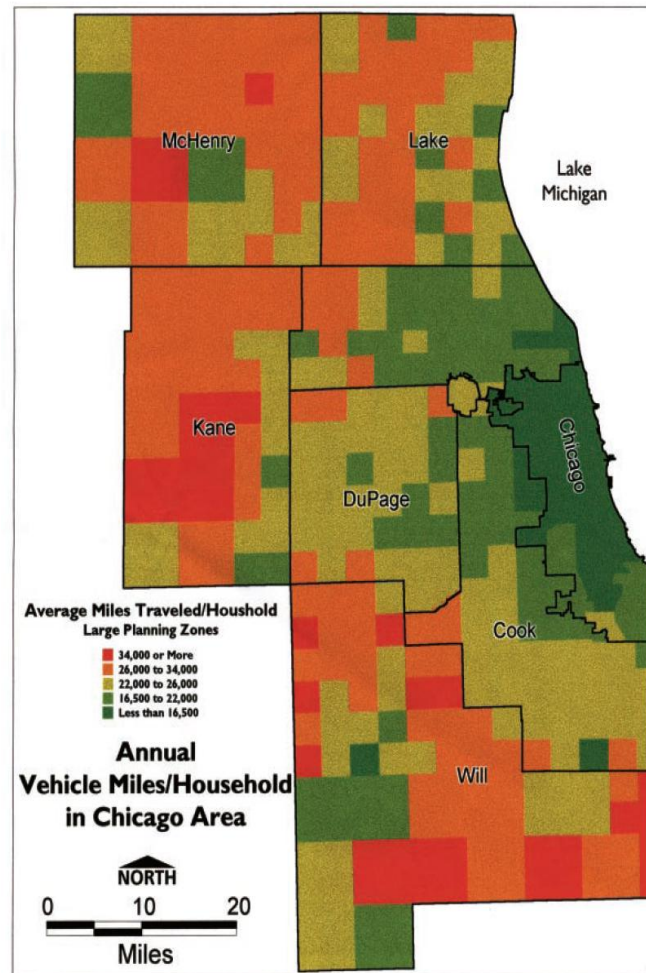 McHenry
Lake
Lake
Michigan
Kane
DuPage
Chicago
Cook
Will
Average Miles Traveled/Houshold
Large Planning Zones
34,000 or More
26,000 to 34,000
22,000 to 26,000
16,500 to 22,000
Less than 16,500
Annual
Vehicle Miles/Household
in Chicago Area
NORTH
0 10 20
Miles